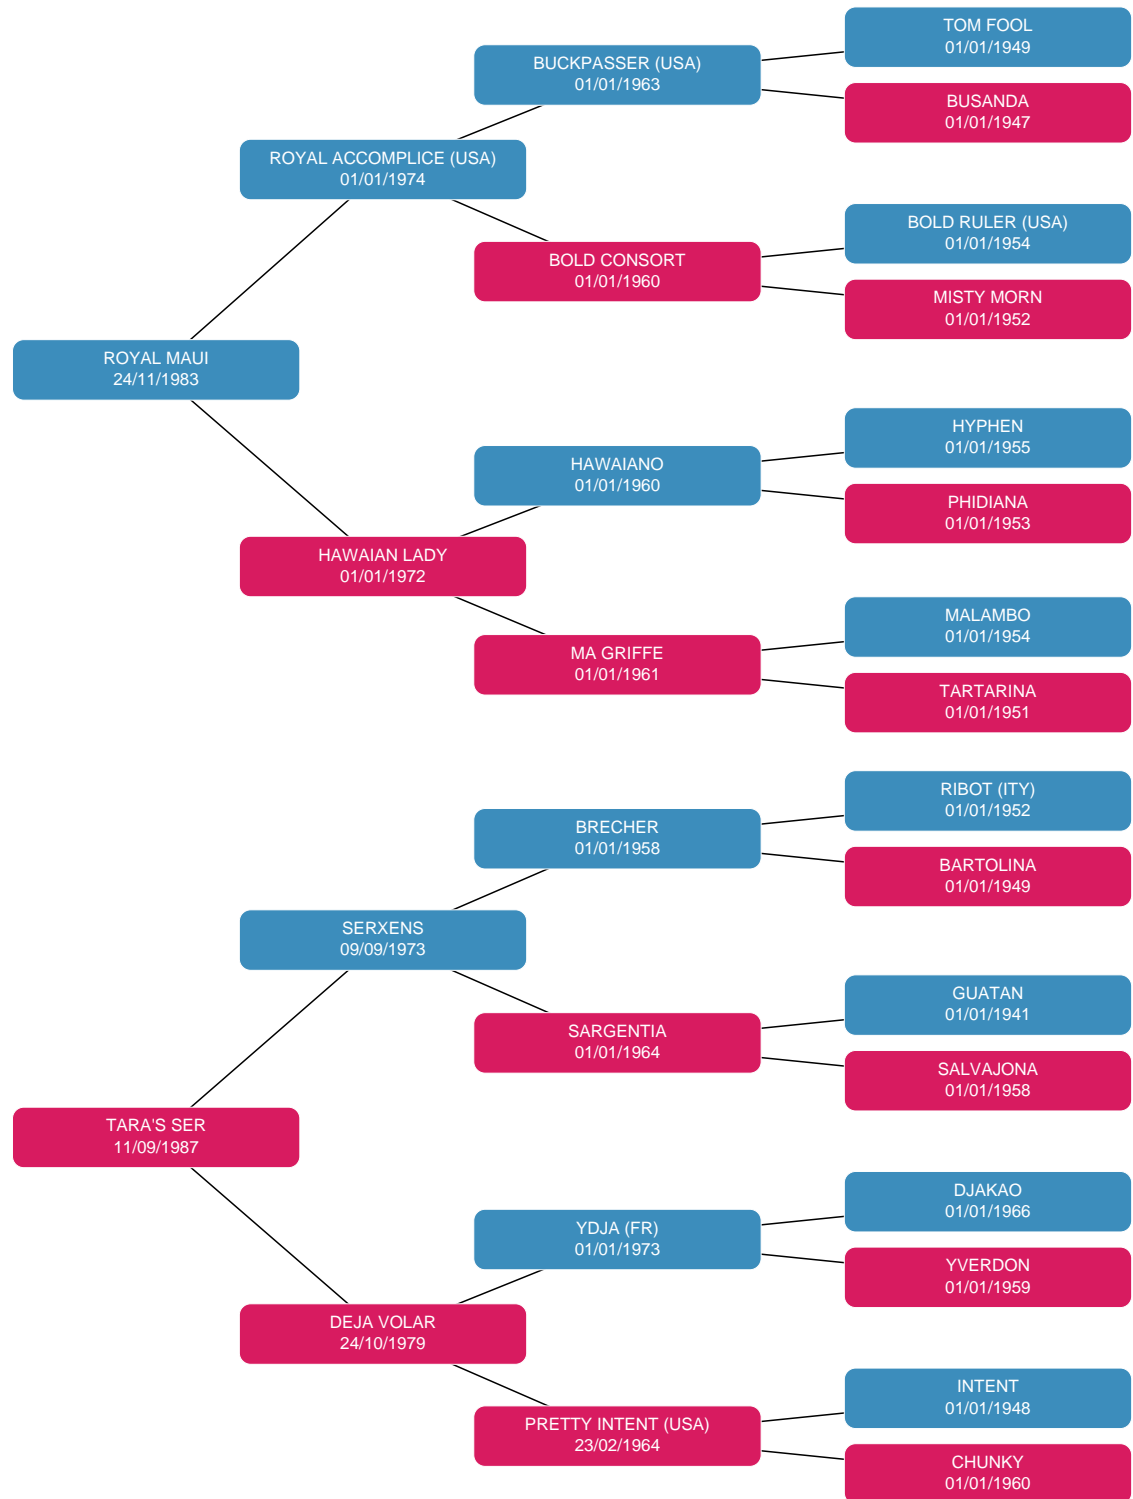 TOM FOOL
01/01/1949
BUCKPASSER (USA)
01/01/1963
BUSANDA
01/01/1947
ROYAL ACCOMPLICE (USA)
01/01/1974
BOLD RULER (USA)
01/01/1954
BOLD CONSORT
01/01/1960
MISTY MORN
01/01/1952
ROYAL MAUI
24/11/1983
HYPHEN
01/01/1955
HAWAIANO
01/01/1960
PHIDIANA
01/01/1953
HAWAIAN LADY
01/01/1972
MALAMBO
01/01/1954
MA GRIFFE
01/01/1961
TARTARINA
01/01/1951
RIBOT (ITY)
01/01/1952
BRECHER
01/01/1958
BARTOLINA
01/01/1949
SERXENS
09/09/1973
GUATAN
01/01/1941
SARGENTIA
01/01/1964
SALVAJONA
01/01/1958
TARA'S SER
11/09/1987
DJAKAO
01/01/1966
YDJA (FR)
01/01/1973
YVERDON
01/01/1959
DEJA VOLAR
24/10/1979
INTENT
01/01/1948
PRETTY INTENT (USA)
23/02/1964
CHUNKY
01/01/1960